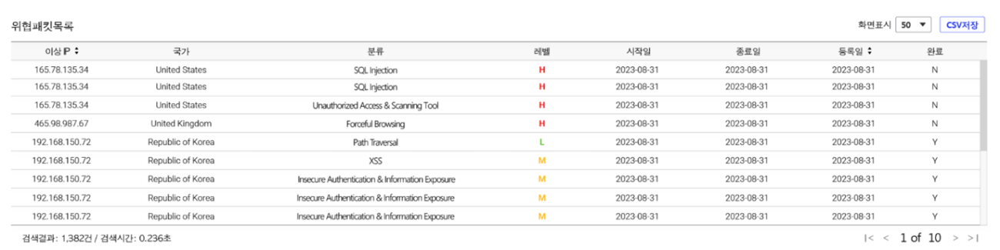 위협패킷목록
화면표시 50 CSV저장
이상 IP 국가 분류 레벨 시작일 종료일 등록일 완료
165.78.135.34 United States SQL Injection H 2023-08-31 2023-08-31 2023-08-31 N
165.78.135.34 United States SQL Injection H 2023-08-31 2023-08-31 2023-08-31 N
165.78.135.34 United States Unauthorized Access & Scanning Tool H 2023-08-31 2023-08-31 2023-08-31 N
465.98.987.67 United Kingdom Forceful Browsing H 2023-08-31 2023-08-31 2023-08-31 N
192.168.150.72 Republic of Korea Path Traversal L 2023-08-31 2023-08-31 2023-08-31 Y
192.168.150.72 Republic of Korea XSS M 2023-08-31 2023-08-31 2023-08-31 Y
192.168.150.72 Republic of Korea Insecure Authentication & Information Exposure M 2023-08-31 2023-08-31 2023-08-31 Y
192.168.150.72 Republic of Korea Insecure Authentication & Information Exposure M 2023-08-31 2023-08-31 2023-08-31 Y
192.168.150.72 Republic of Korea Insecure Authentication & Information Exposure M 2023-08-31 2023-08-31 2023-08-31 Y
검색결과: 1,382건 / 검색시간: 0.236초 |< < 1 of 10 > >|